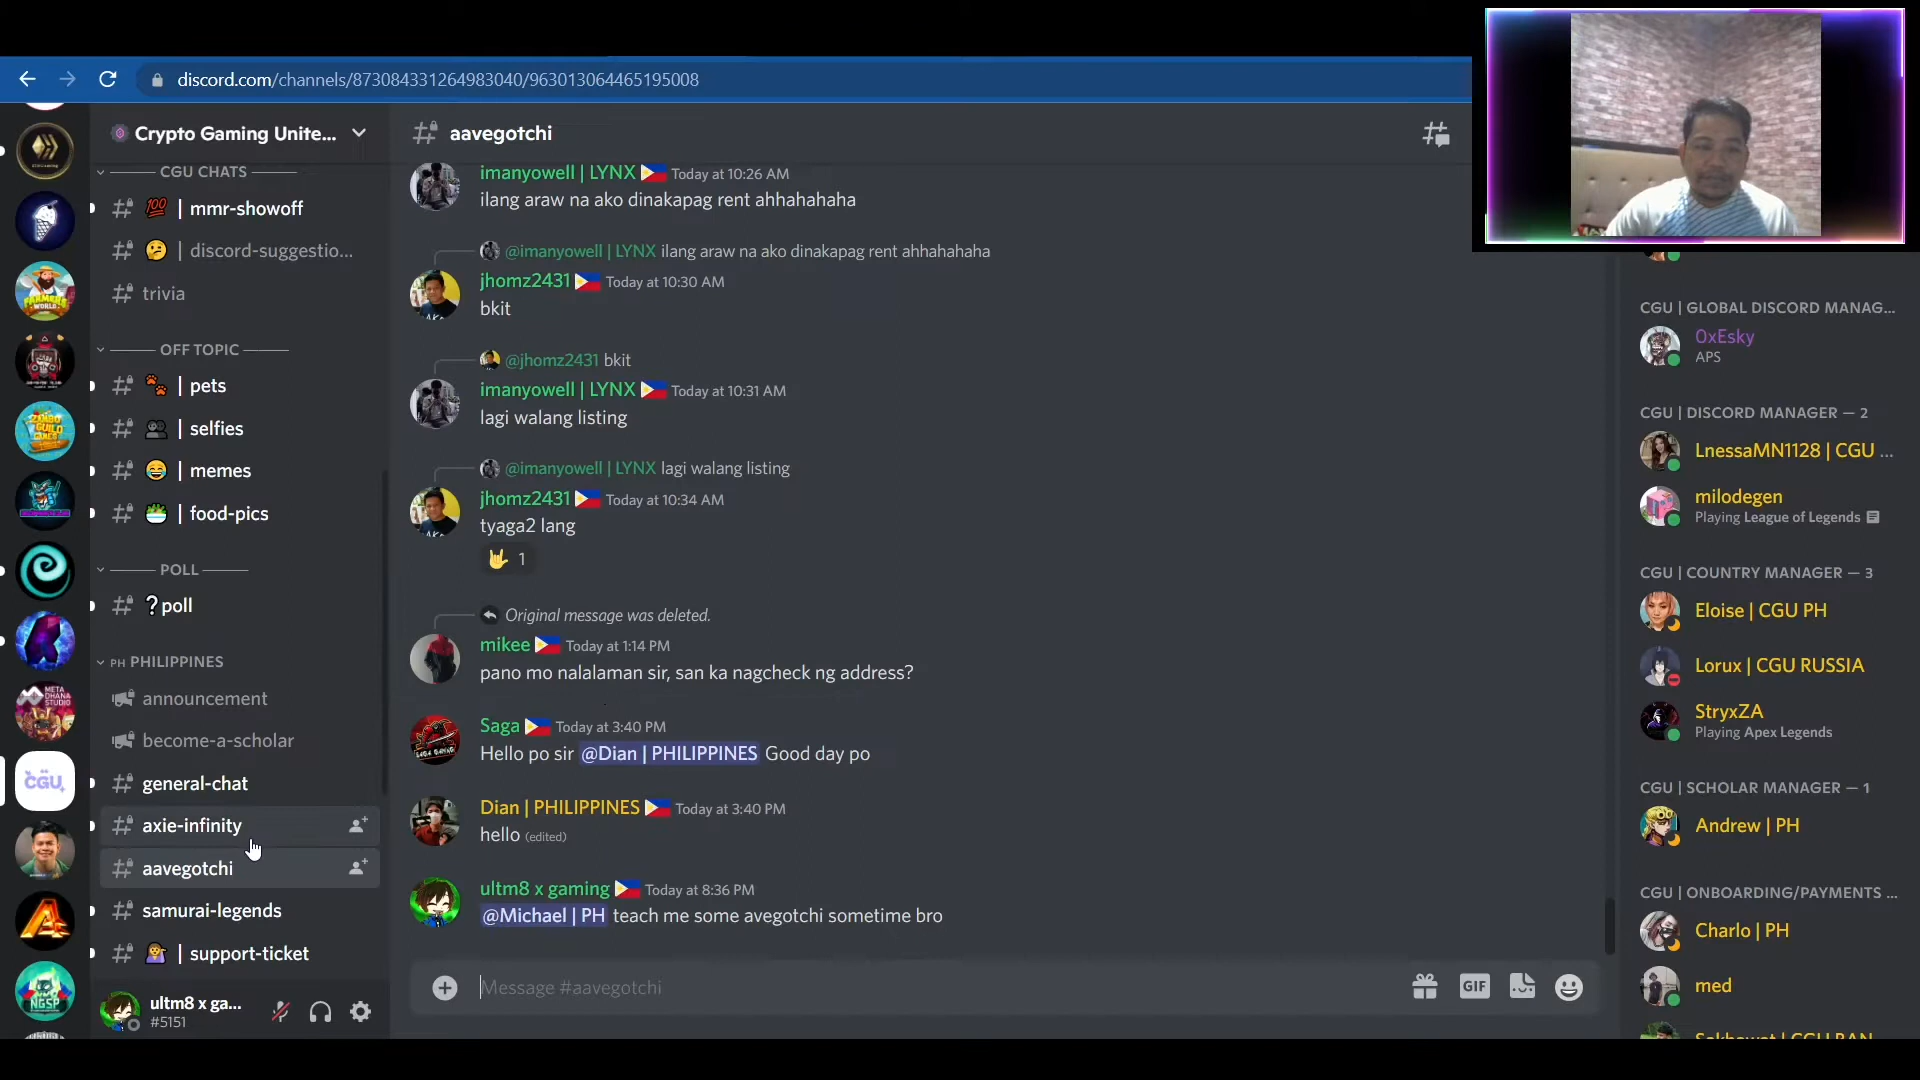 discord.com/channels/873084331264983040/963013064465195008
Crypto Gaming Unite...
CGU CHATS
💯 | mmr-showoff
🤔 | discord-suggestio...
trivia
OFF TOPIC
🐾 | pets
👥 | selfies
😂 | memes
🥗 | food-pics
POLL
❔poll
PH PHILIPPINES
announcement
become-a-scholar
general-chat
axie-infinity
aavegotchi
samurai-legends
💁‍♀️ | support-ticket
ultm8 x ga...
#5151
aavegotchi
imanyowell | LYNX 🇵🇭 Today at 10:26 AM
ilang araw na ako dinakapag rent ahhahahaha
@imanyowell | LYNX ilang araw na ako dinakapag rent ahhahahaha
jhomz2431 🇵🇭 Today at 10:30 AM
bkit
@jhomz2431 bkit
imanyowell | LYNX 🇵🇭 Today at 10:31 AM
lagi walang listing
@imanyowell | LYNX lagi walang listing
jhomz2431 🇵🇭 Today at 10:34 AM
tyaga2 lang
1
Original message was deleted.
mikee 🇵🇭 Today at 1:14 PM
pano mo nalalaman sir, san ka nagcheck ng address?
Saga 🇵🇭 Today at 3:40 PM
Hello po sir @Dian | PHILIPPINES Good day po
Dian | PHILIPPINES 🇵🇭 Today at 3:40 PM
hello (edited)
ultm8 x gaming 🇵🇭 Today at 8:36 PM
@Michael | PH teach me some avegotchi sometime bro
Message #aavegotchi
GIF
CGU | GLOBAL DISCORD MANAG...
0xEsky
APS
CGU | DISCORD MANAGER — 2
LnessaMN1128 | CGU ...
milodegen
Playing League of Legends
CGU | COUNTRY MANAGER — 3
Eloise | CGU PH
Lorux | CGU RUSSIA
StryxZA
Playing Apex Legends
CGU | SCHOLAR MANAGER — 1
Andrew | PH
CGU | ONBOARDING/PAYMENTS ...
Charlo | PH
med
FARMERS WORLD
META DHANA STUDIO
CGU
NGSP